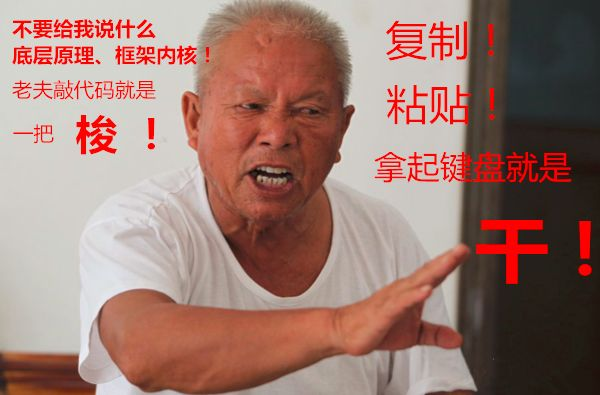 不要给我说什么
底层原理、框架内核！
老夫敲代码就是
一把 梭！
复制！
粘贴！
拿起键盘就是
干！